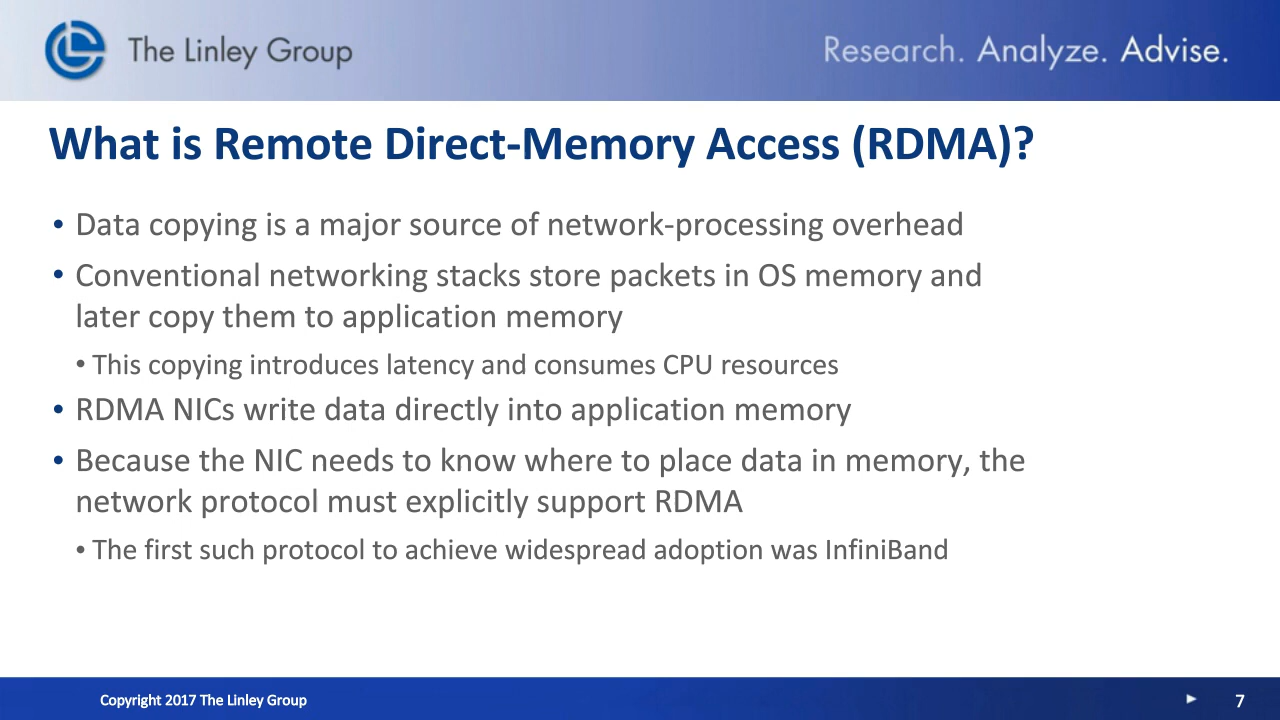 The Linley Group
Research. Analyze. Advise.
What is Remote Direct-Memory Access (RDMA)?
• Data copying is a major source of network-processing overhead
• Conventional networking stacks store packets in OS memory and
later copy them to application memory
• This copying introduces latency and consumes CPU resources
• RDMA NICs write data directly into application memory
• Because the NIC needs to know where to place data in memory, the
network protocol must explicitly support RDMA
• The first such protocol to achieve widespread adoption was InfiniBand
Copyright 2017 The Linley Group
7